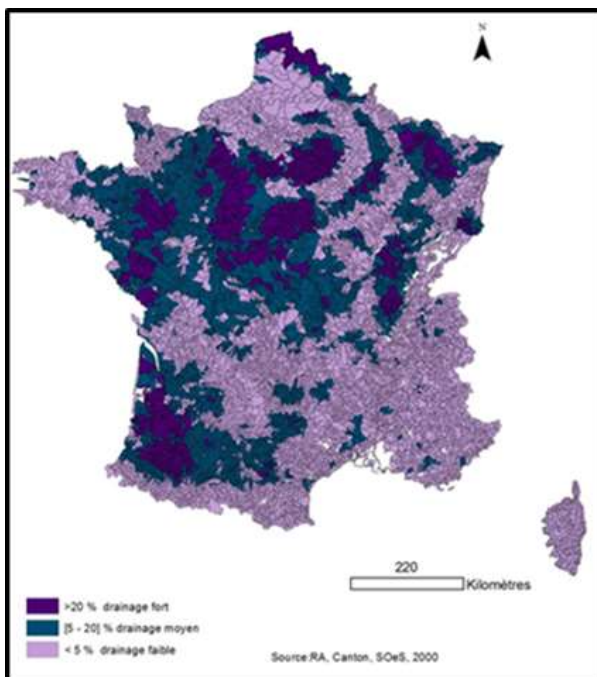 N
220
Kilomètres
>20 % drainage fort
[5 - 20] % drainage moyen
< 5 % drainage faible
Source:RA, Canton, SOeS, 2000